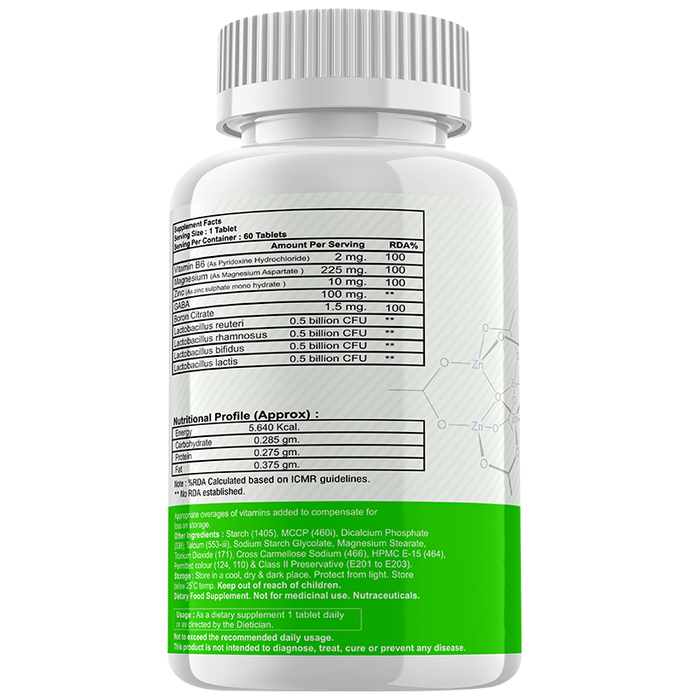 Supplement Facts
Serving Size : 1 Tablet
Serving Per Container : 60 Tablets
Amount Per Serving RDA%
Vitamin B6 (As Pyridoxine Hydrochloride) 2 mg. 100
Magnesium (As Magnesium Aspartate ) 225 mg. 100
Zinc (As zinc sulphate mono hydrate ) 10 mg. 100
GABA 100 mg. **
Boron Citrate 1.5 mg. 100
Lactobacillus reuteri 0.5 billion CFU **
Lactobacillus rhamnosus 0.5 billion CFU **
Lactobacillus bifidus 0.5 billion CFU **
Lactobacillus lactis 0.5 billion CFU **
Nutritional Profile (Approx) :
Energy 5.640 Kcal.
Carbohydrate 0.285 gm.
Protein 0.275 gm.
Fat 0.375 gm.
Note : %RDA Calculated based on ICMR guidelines.
** No RDA established.
Appropriate overages of vitamins added to compensate for
loss on storage.
Other Ingredients : Starch (1405), MCCP (460i), Dicalcium Phosphate
Talcum (553-iii), Sodium Starch Glycolate, Magnesium Stearate,
Titanium Dioxide (171), Cross Carmellose Sodium (466), HPMC E-15 (464),
Permitted colour (124, 110) & Class II Preservative (E201 to E203).
Storage : Store in a cool, dry & dark place. Protect from light. Store
below 25°C temp. Keep out of reach of children.
Dietary Food Supplement. Not for medicinal use. Nutraceuticals.
Usage : As a dietary supplement 1 tablet daily
or as directed by the Dietician.
Not to exceed the recommended daily usage.
This product is not intended to diagnose, treat, cure or prevent any disease.
O
Zn
O
Zn
O
O
O
Zn
O
Zn
O